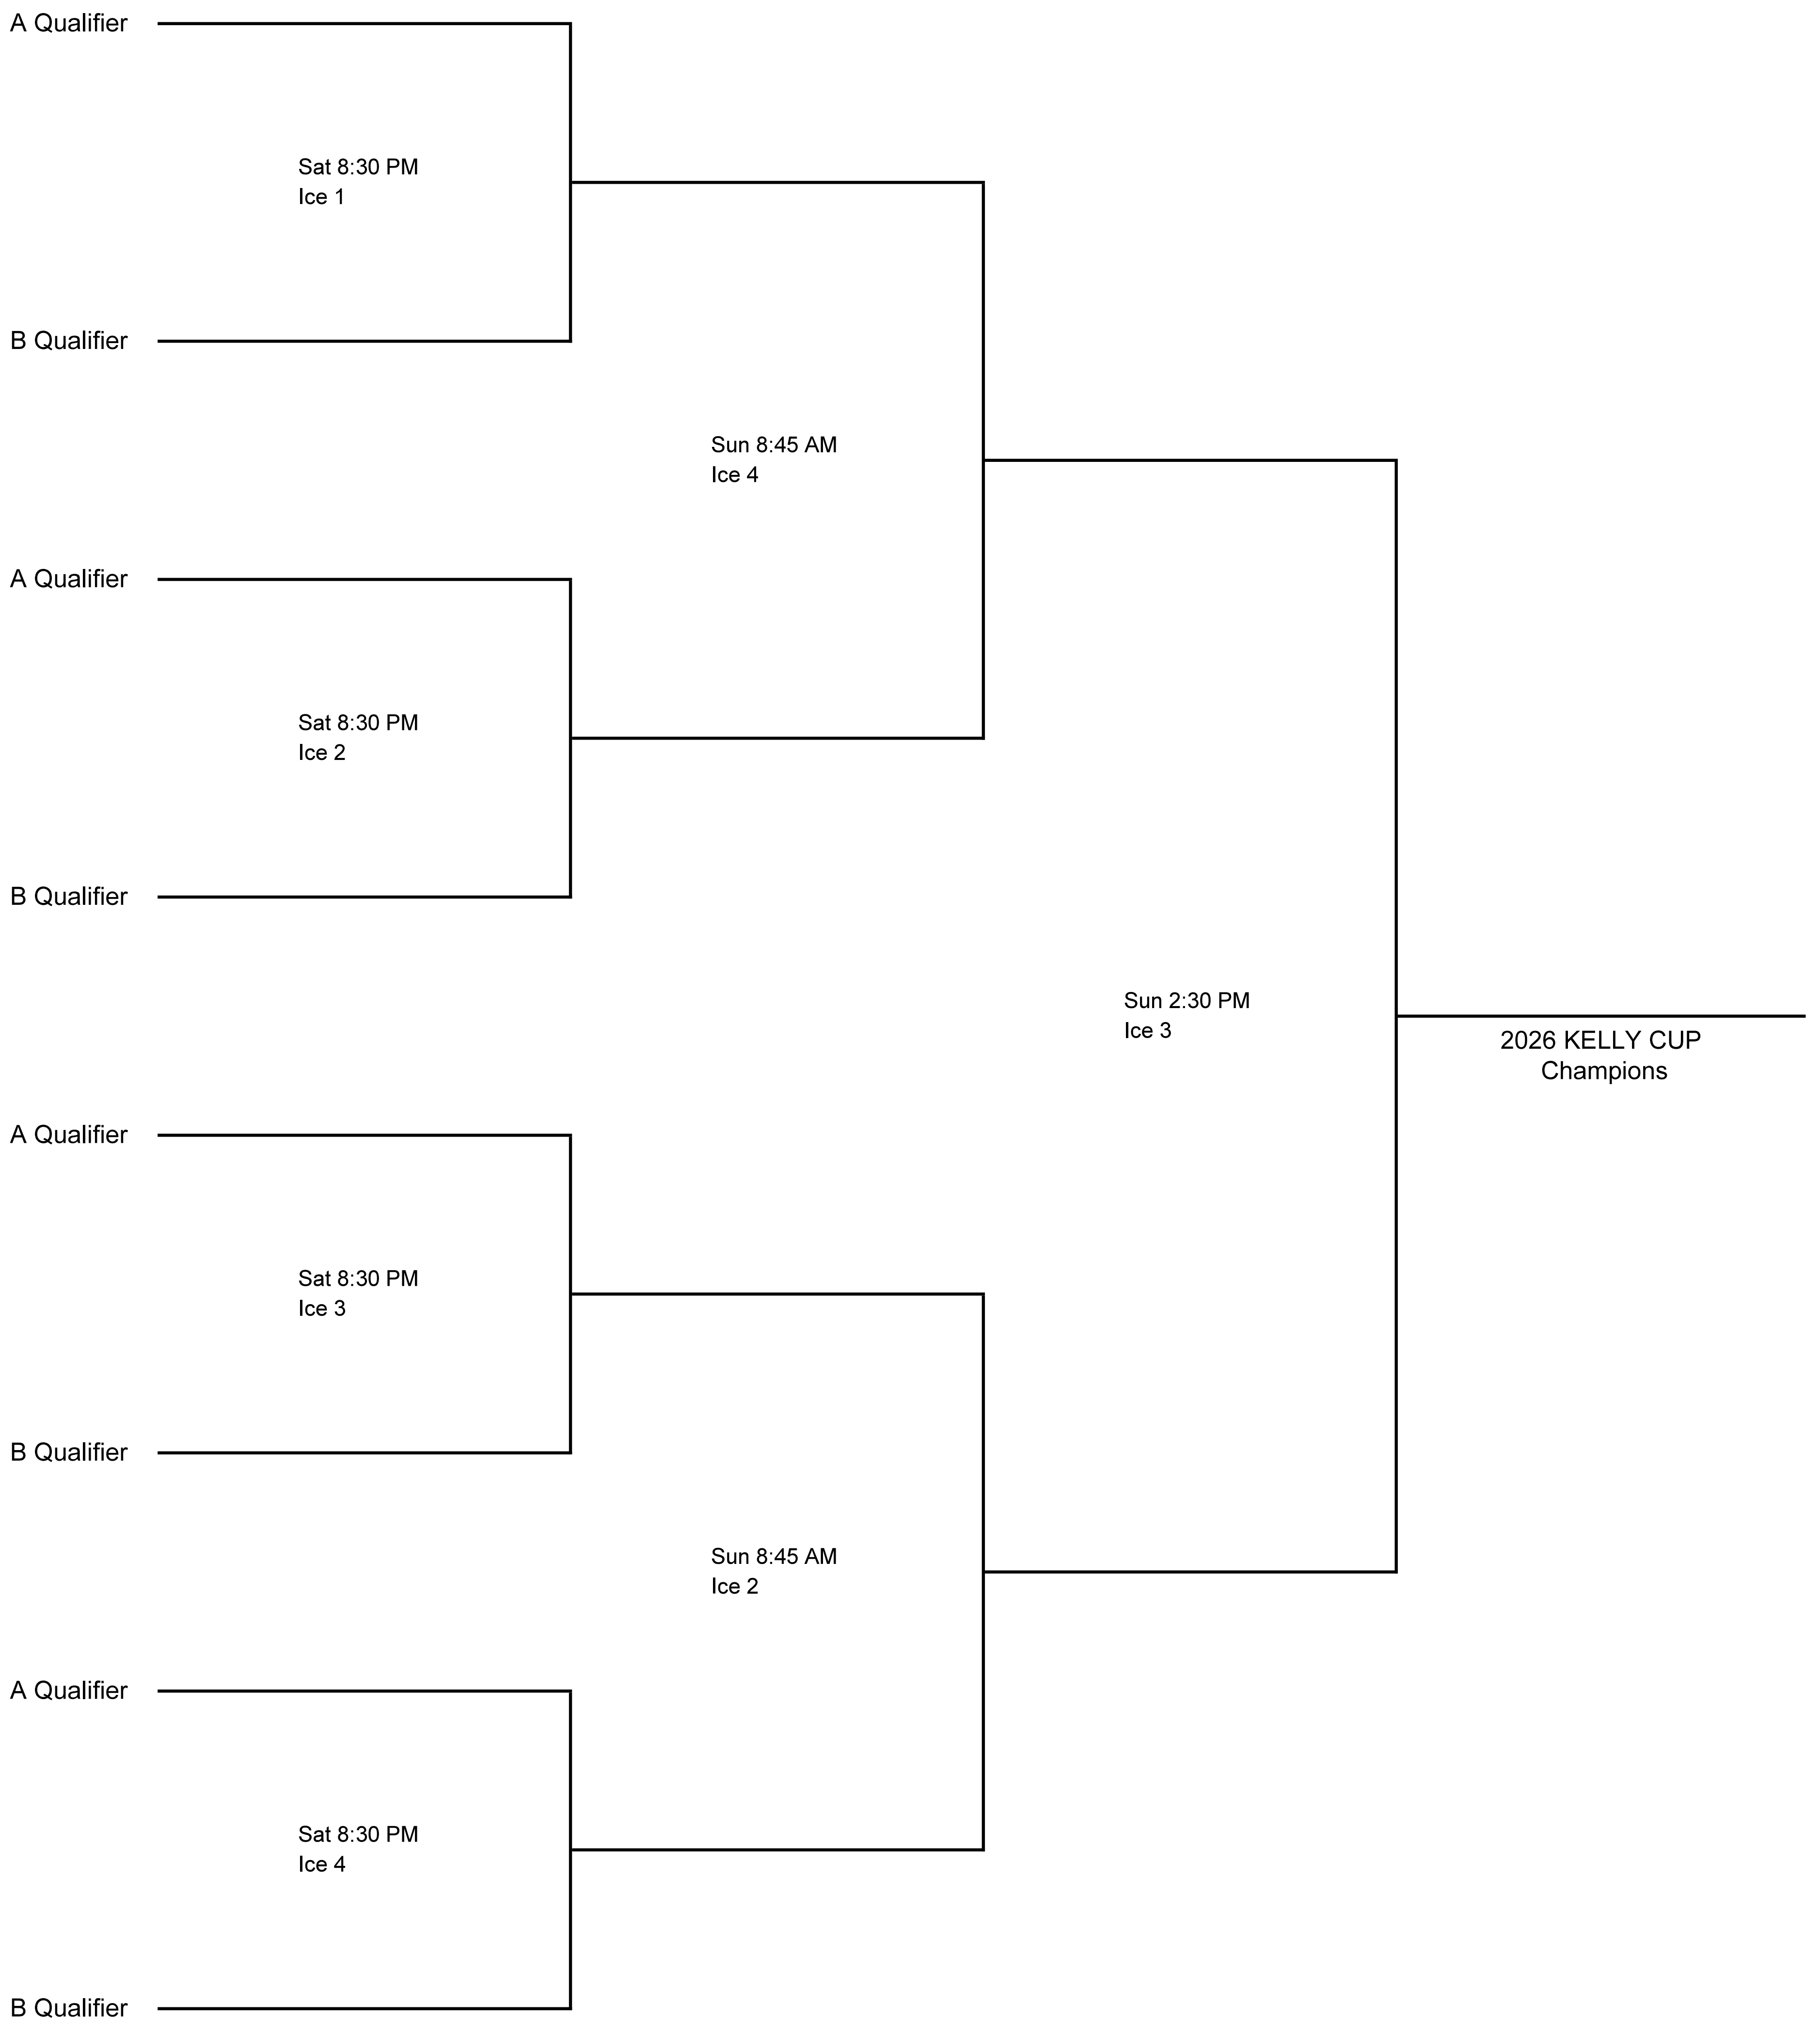 A Qualifier
Sat 8:30 PM
Ice 1
B Qualifier
Sun 8:45 AM
Ice 4
A Qualifier
Sat 8:30 PM
Ice 2
B Qualifier
Sun 2:30 PM
Ice 3
2026 KELLY CUP
Champions
A Qualifier
Sat 8:30 PM
Ice 3
B Qualifier
Sun 8:45 AM
Ice 2
A Qualifier
Sat 8:30 PM
Ice 4
B Qualifier